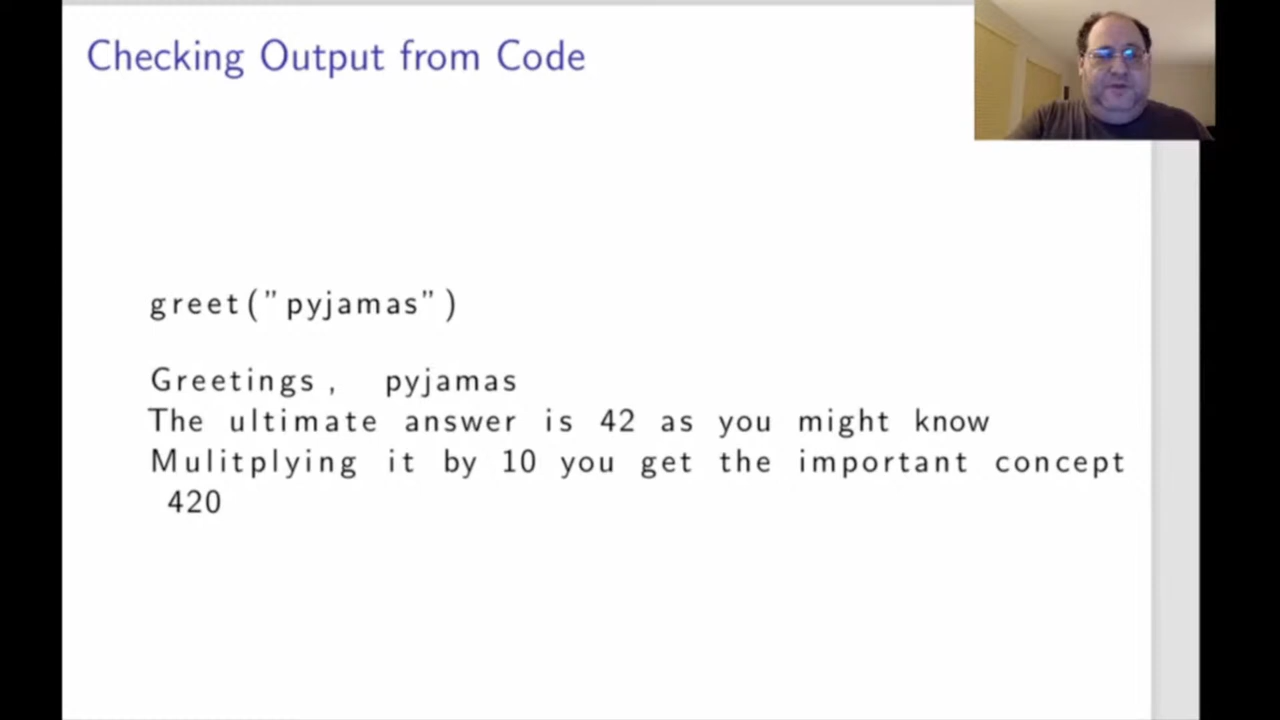 Checking Output from Code
greet("pyjamas")
Greetings, pyjamas
The ultimate answer is 42 as you might know
Mulitplying it by 10 you get the important concept
420